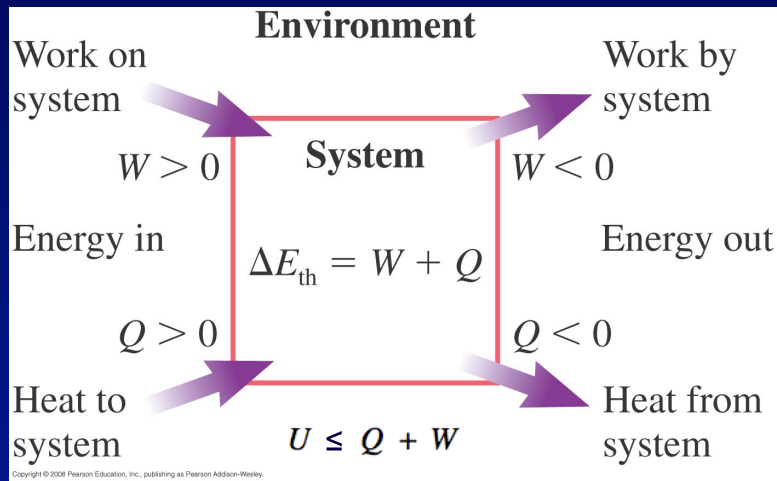 Environment
Work on
system
Work by
system
W > 0
System
W < 0
Energy in
ΔE_th = W + Q
Energy out
Q > 0
Q < 0
Heat to
system
Heat from
system
U ≤ Q + W
Copyright © 2008 Pearson Education, Inc., publishing as Pearson Addison-Wesley.